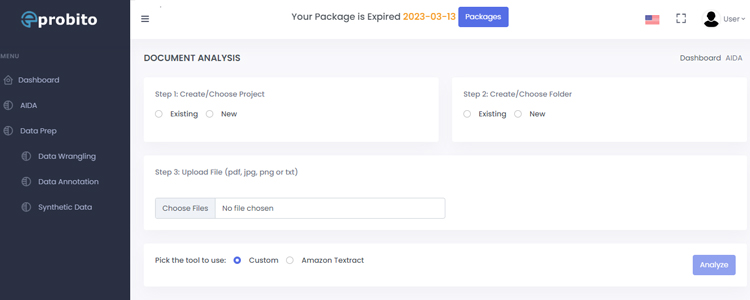 eprobito
Your Package is Expired 2023-03-13 Packages
User
MENU
Dashboard
AIDA
Data Prep
Data Wrangling
Data Annotation
Synthetic Data
DOCUMENT ANALYSIS
Dashboard AIDA
Step 1: Create/Choose Project
Existing New
Step 2: Create/Choose Folder
Existing New
Step 3: Upload File (pdf, jpg, png or txt)
Choose Files No file chosen
Pick the tool to use: Custom Amazon Textract
Analyze